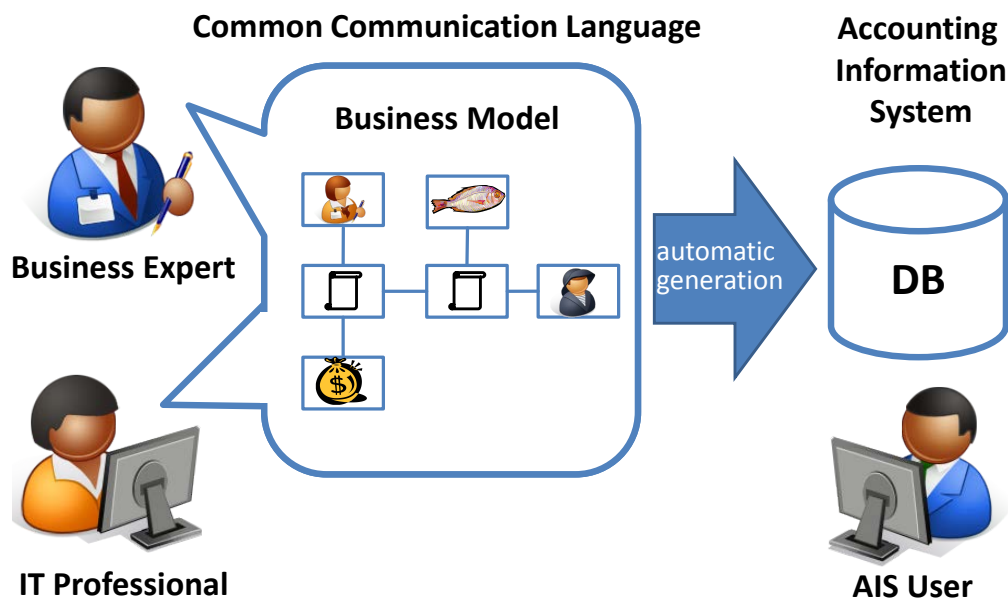 Common Communication Language
Accounting
Information
System
Business Model
Business Expert
automatic
generation
DB
$
IT Professional
AIS User